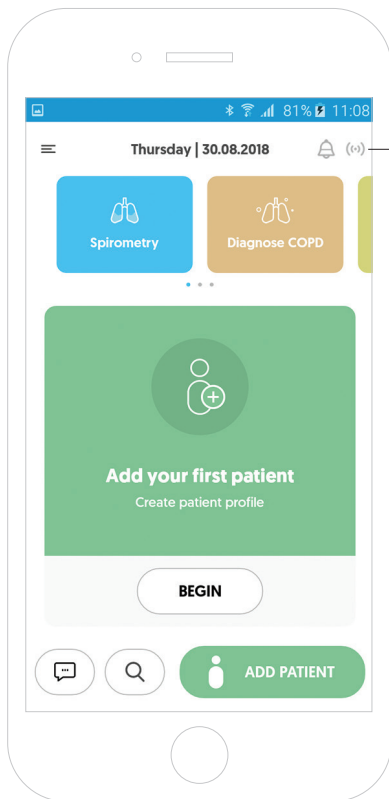 81% 11:08
Thursday | 30.08.2018
Spirometry
Diagnose COPD
Add your first patient
Create patient profile
BEGIN
ADD PATIENT